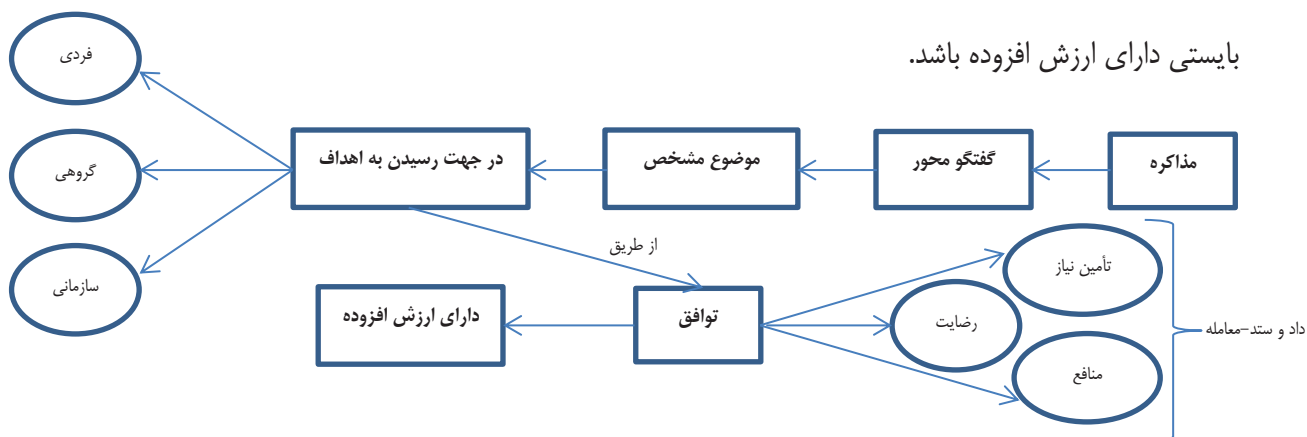 بایستی دارای ارزش افزوده باشد.
مذاکره
گفتگو محور
موضوع مشخص
در جهت رسیدن به اهداف
فردی
گروهی
سازمانی
از طریق
توافق
دارای ارزش افزوده
تأمین نیاز
رضایت
منافع
داد و ستد-معامله